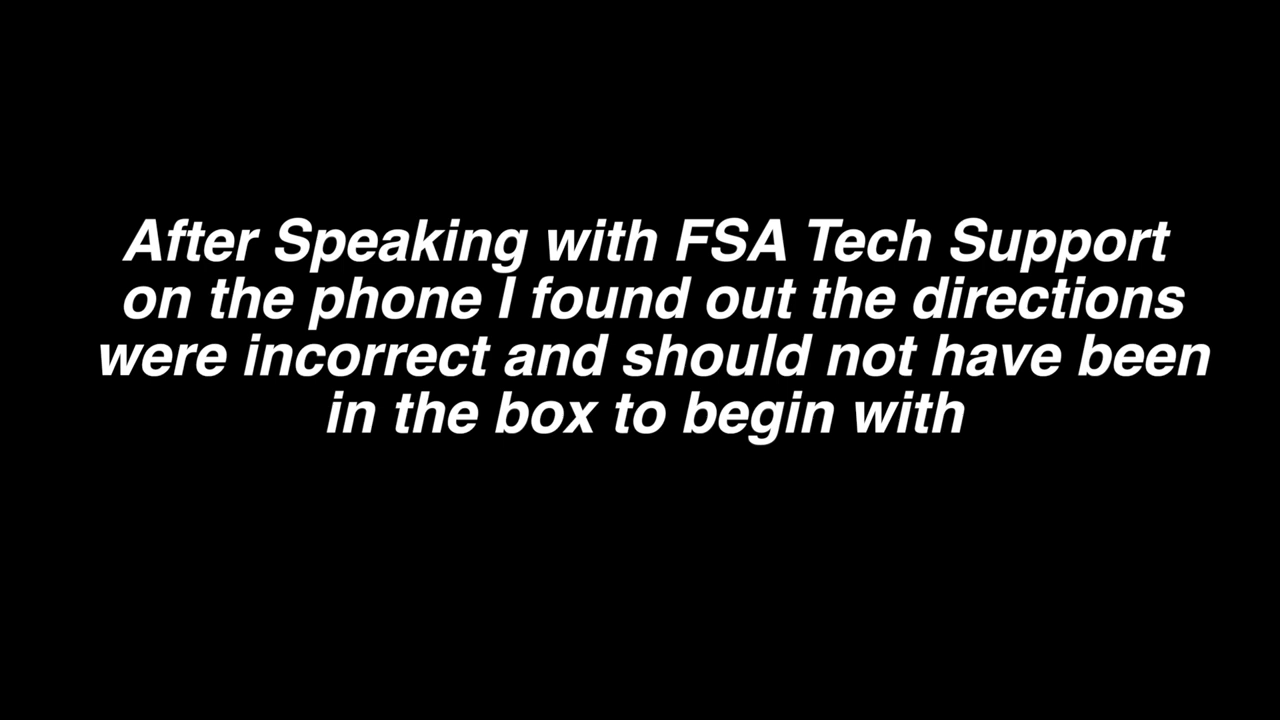 After Speaking with FSA Tech Support
on the phone I found out the directions
were incorrect and should not have been
in the box to begin with